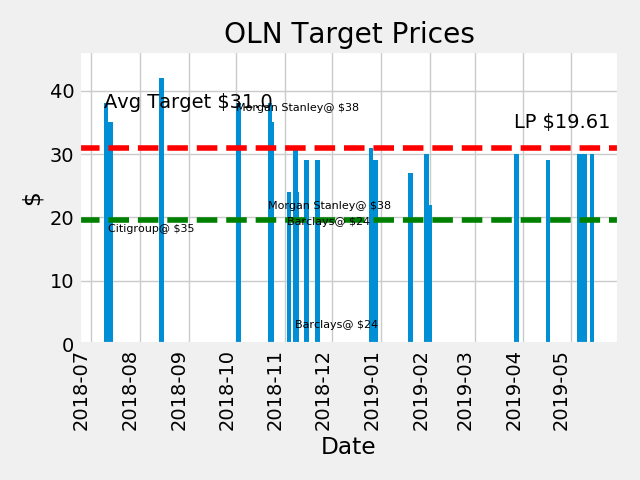 OLN Target Prices
Avg Target $31.0
Morgan Stanley@ $38
LP $19.61
Morgan Stanley@ $38
Barclays@ $24
Citigroup@ $35
Barclays@ $24
$
40
30
20
10
0
2018-07
2018-08
2018-09
2018-10
2018-11
2018-12
2019-01
2019-02
2019-03
2019-04
2019-05
Date